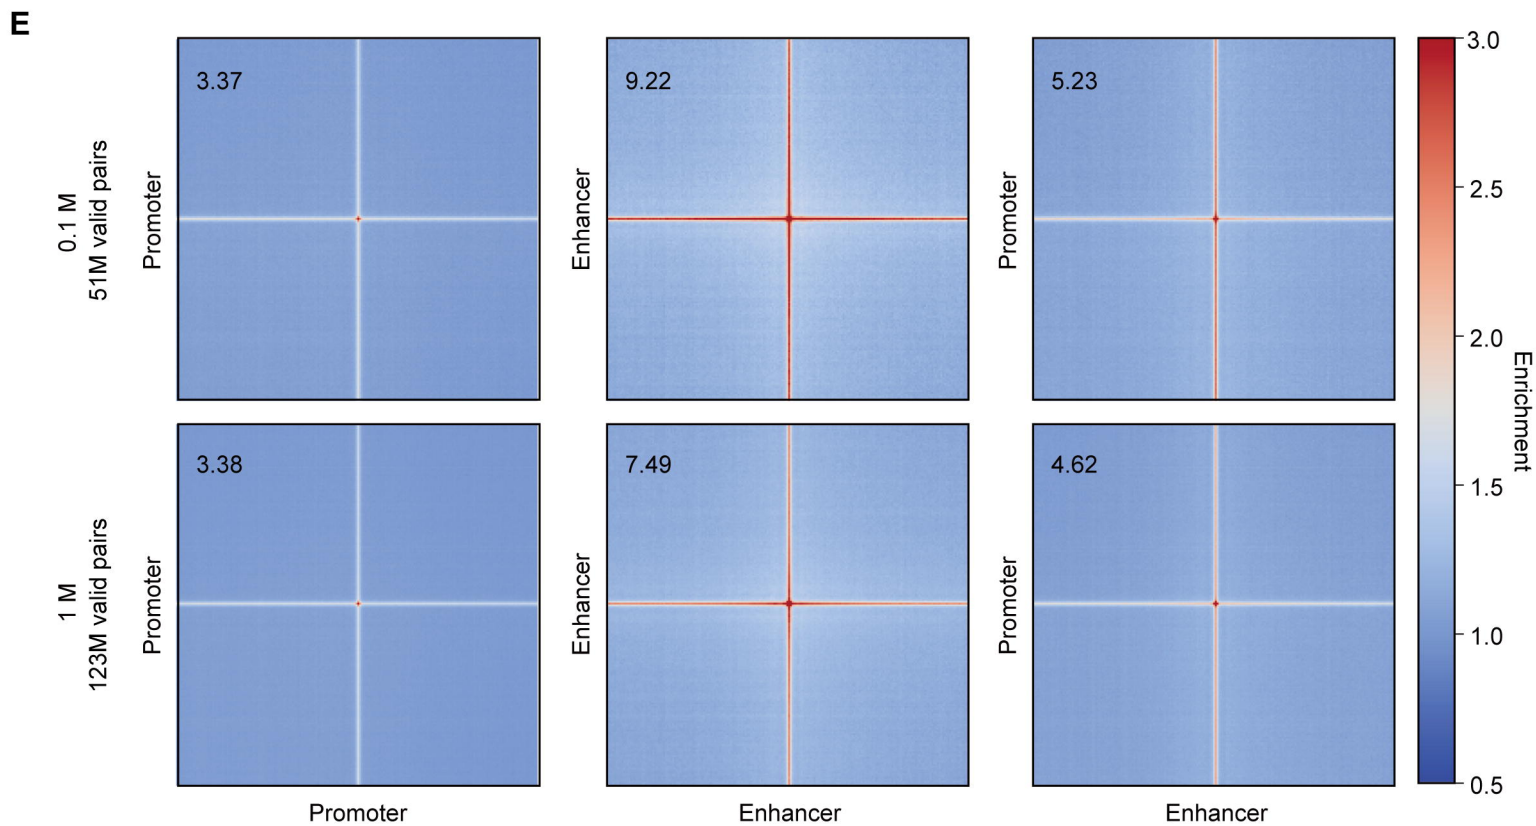 E
0.1 M
51M valid pairs
Promoter
3.37
Enhancer
9.22
Promoter
5.23
1 M
123M valid pairs
Promoter
3.38
Promoter
Enhancer
7.49
Enhancer
Promoter
4.62
Enhancer
3.0
2.5
2.0
1.5
1.0
0.5
Enrichment